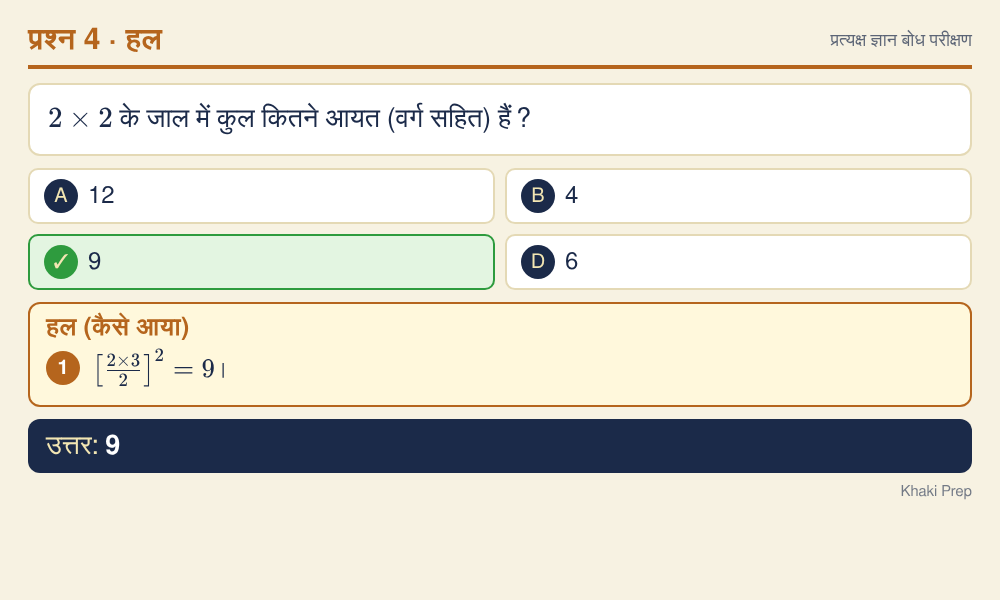 प्रश्न 4 · हल
प्रत्यक्ष ज्ञान बोध परीक्षण
2 × 2 के जाल में कुल कितने आयत (वर्ग सहित) हैं ?
A 12
B 4
✓ 9
D 6
हल (कैसे आया)
1 [2×3/2]² = 9।
उत्तर: 9
Khaki Prep